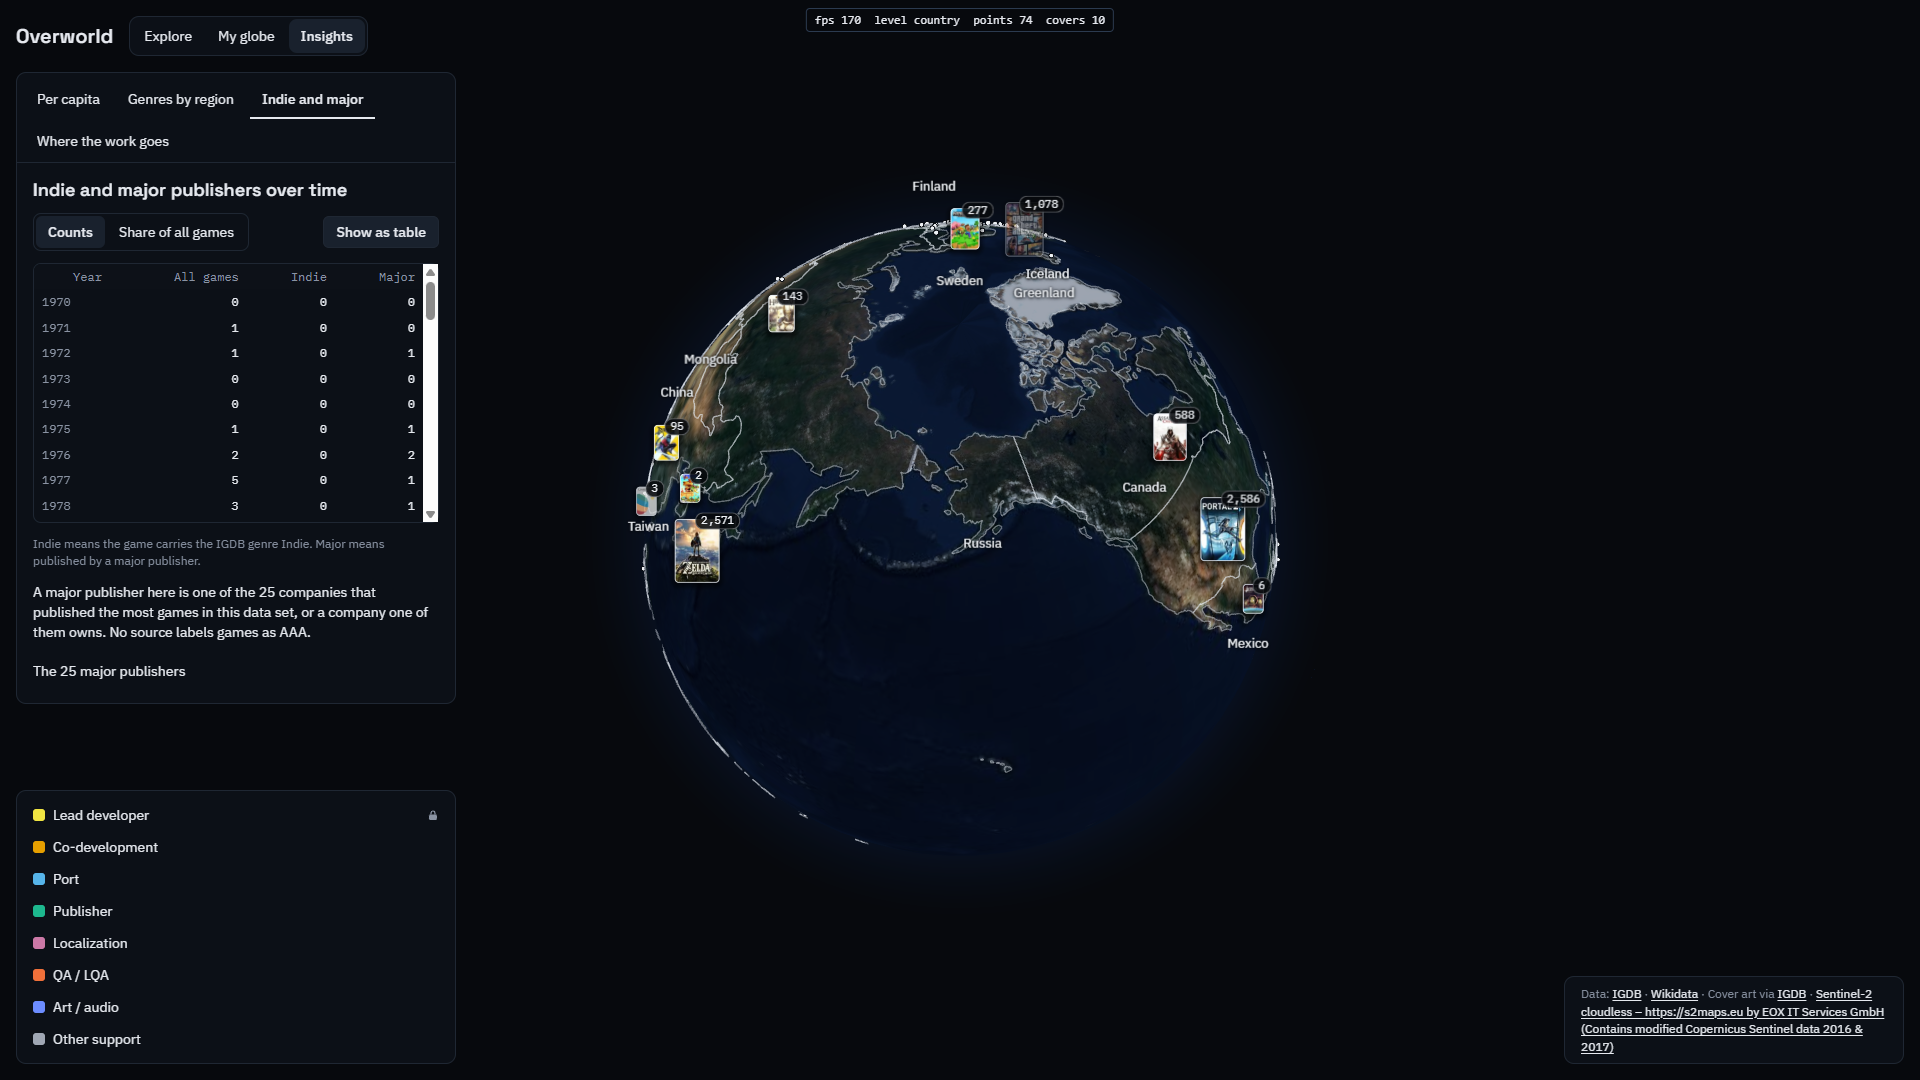 fps 170 level country points 74 covers 10
Overworld
Explore
My globe
Insights
Per capita
Genres by region
Indie and major
Where the work goes
Indie and major publishers over time
Counts
Share of all games
Show as table
Year All games Indie Major
1970 0 0 0
1971 1 0 0
1972 1 0 1
1973 0 0 0
1974 0 0 0
1975 1 0 1
1976 2 0 2
1977 5 0 1
1978 3 0 1
Indie means the game carries the IGDB genre Indie. Major means
published by a major publisher.
A major publisher here is one of the 25 companies that
published the most games in this data set, or a company one of
them owns. No source labels games as AAA.
The 25 major publishers
Lead developer
Co-development
Port
Publisher
Localization
QA / LQA
Art / audio
Other support
Finland
277
1,078
Sweden
Iceland
Greenland
143
Mongolia
China
95
2
3
Taiwan
2,571
ZELDA
Russia
588
Canada
2,586
PORTAL 2
6
Mexico
Data: IGDB · Wikidata · Cover art via IGDB · Sentinel-2
cloudless – https://s2maps.eu by EOX IT Services GmbH
(Contains modified Copernicus Sentinel data 2016 &
2017)